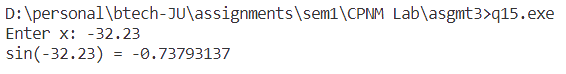 D:\personal\btech-JU\assignments\sem1\CPNM Lab\asgmt3>q15.exe
Enter x: -32.23
sin(-32.23) = -0.73793137